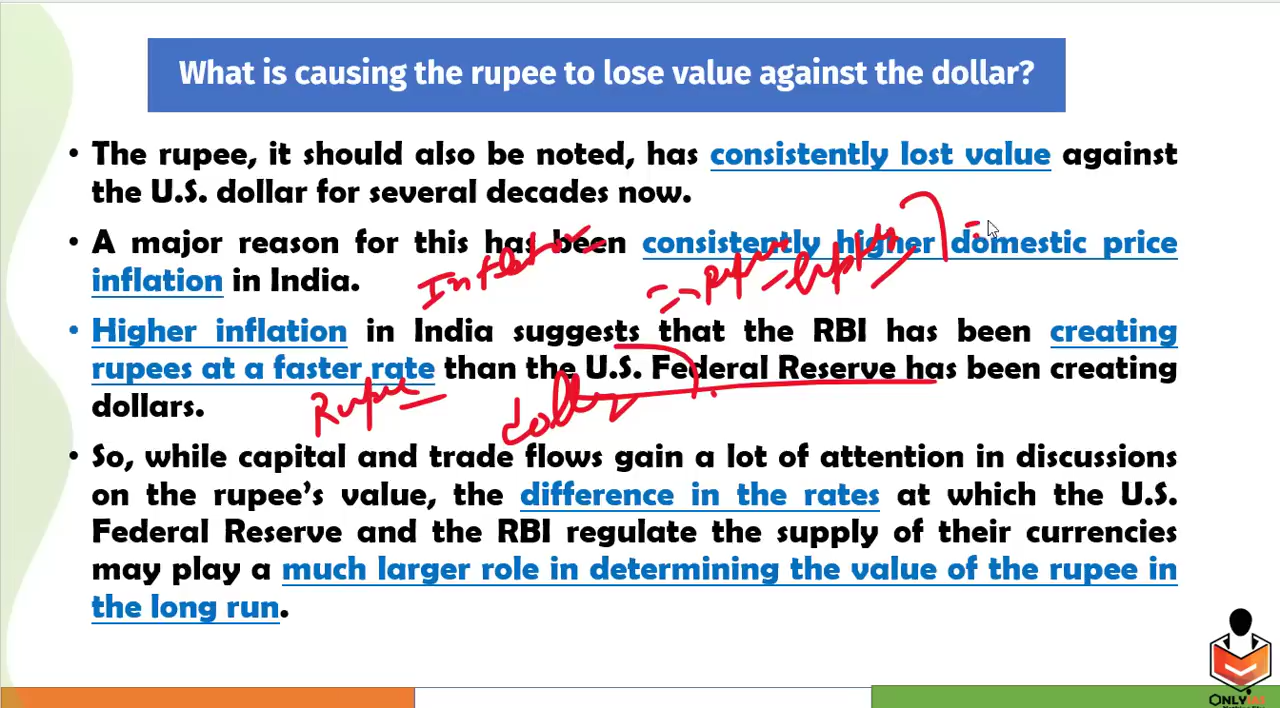 What is causing the rupee to lose value against the dollar?
• The rupee, it should also be noted, has consistently lost value against
the U.S. dollar for several decades now.
• A major reason for this has been consistently higher domestic price
inflation in India.
Inflation
• Higher inflation in India suggests that the RBI has been creating
rupees at a faster rate than the U.S. Federal Reserve has been creating
dollars.
Rupee
dollar
• So, while capital and trade flows gain a lot of attention in discussions
on the rupee's value, the difference in the rates at which the U.S.
Federal Reserve and the RBI regulate the supply of their currencies
may play a much larger role in determining the value of the rupee in
the long run.
ONLYIAS